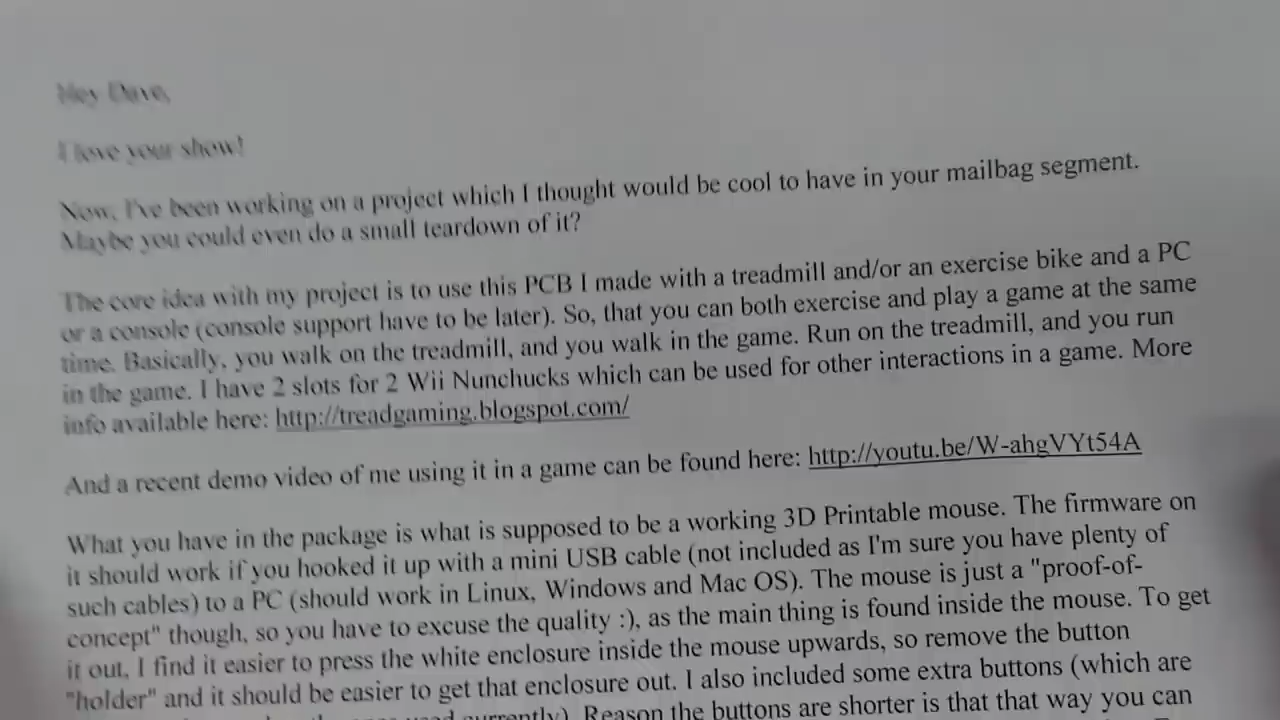 Hey Dave,
I love your show!
Now, I've been working on a project which I thought would be cool to have in your mailbag segment.
Maybe you could even do a small teardown of it?
The core idea with my project is to use this PCB I made with a treadmill and/or an exercise bike and a PC
or a console (console support have to be later). So, that you can both exercise and play a game at the same
time. Basically, you walk on the treadmill, and you walk in the game. Run on the treadmill, and you run
in the game. I have 2 slots for 2 Wii Nunchucks which can be used for other interactions in a game. More
info available here: http://treadgaming.blogspot.com/
And a recent demo video of me using it in a game can be found here: http://youtu.be/W-ahgVYt54A
What you have in the package is what is supposed to be a working 3D Printable mouse. The firmware on
it should work if you hooked it up with a mini USB cable (not included as I'm sure you have plenty of
such cables) to a PC (should work in Linux, Windows and Mac OS). The mouse is just a "proof-of-
concept" though, so you have to excuse the quality :), as the main thing is found inside the mouse. To get
it out, I find it easier to press the white enclosure inside the mouse upwards, so remove the button
"holder" and it should be easier to get that enclosure out. I also included some extra buttons (which are
currently). Reason the buttons are shorter is that that way you can